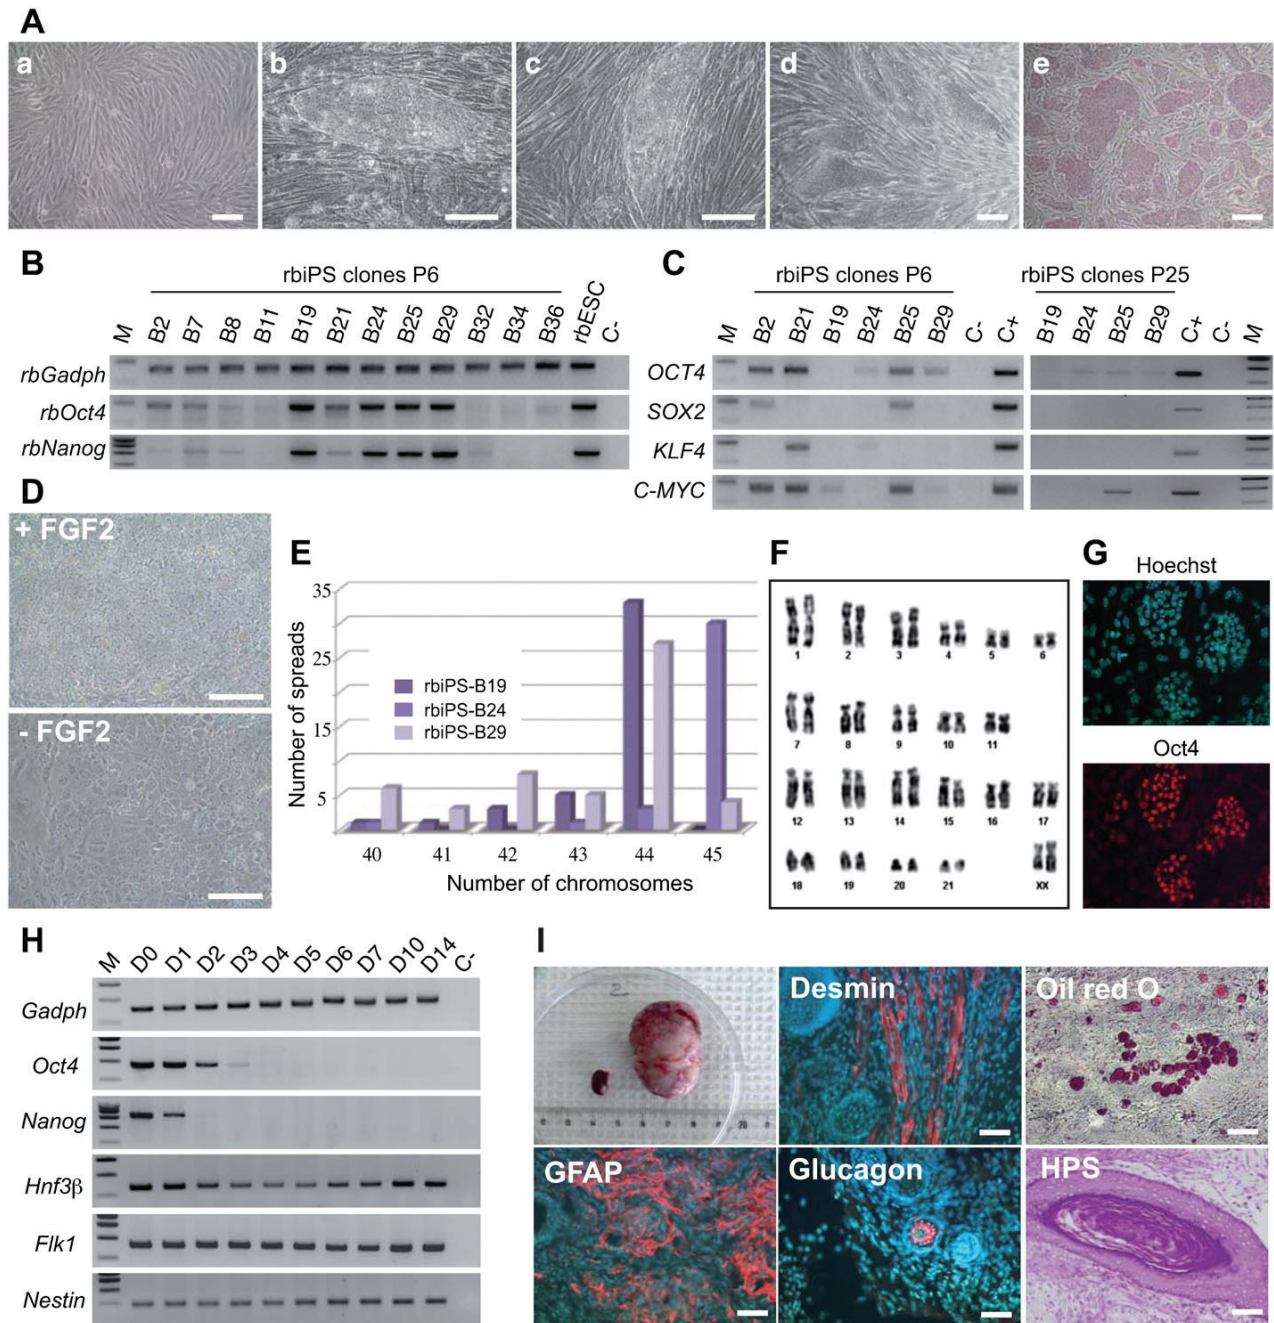 A
a
b
c
d
e
B
rbiPS clones P6
M
B2
B7
B8
B11
B19
B21
B24
B25
B29
B32
B34
B36
rbESC
C-
rbGadph
rbOct4
rbNanog
C
rbiPS clones P6
rbiPS clones P25
M
B2
B21
B19
B24
B25
B29
C-
C+
B19
B24
B25
B29
C+
C-
M
OCT4
SOX2
KLF4
C-MYC
D
+ FGF2
- FGF2
E
Number of spreads
35
25
15
5
rbiPS-B19
rbiPS-B24
rbiPS-B29
40 41 42 43 44 45
Number of chromosomes
F
1 2 3 4 5 6
7 8 9 10 11
12 13 14 15 16 17
18 19 20 21 XX
G
Hoechst
Oct4
H
M
D0
D1
D2
D3
D4
D5
D6
D7
D10
D14
C-
Gadph
Oct4
Nanog
Hnf3β
Flk1
Nestin
I
2
Desmin
Oil red O
GFAP
Glucagon
HPS